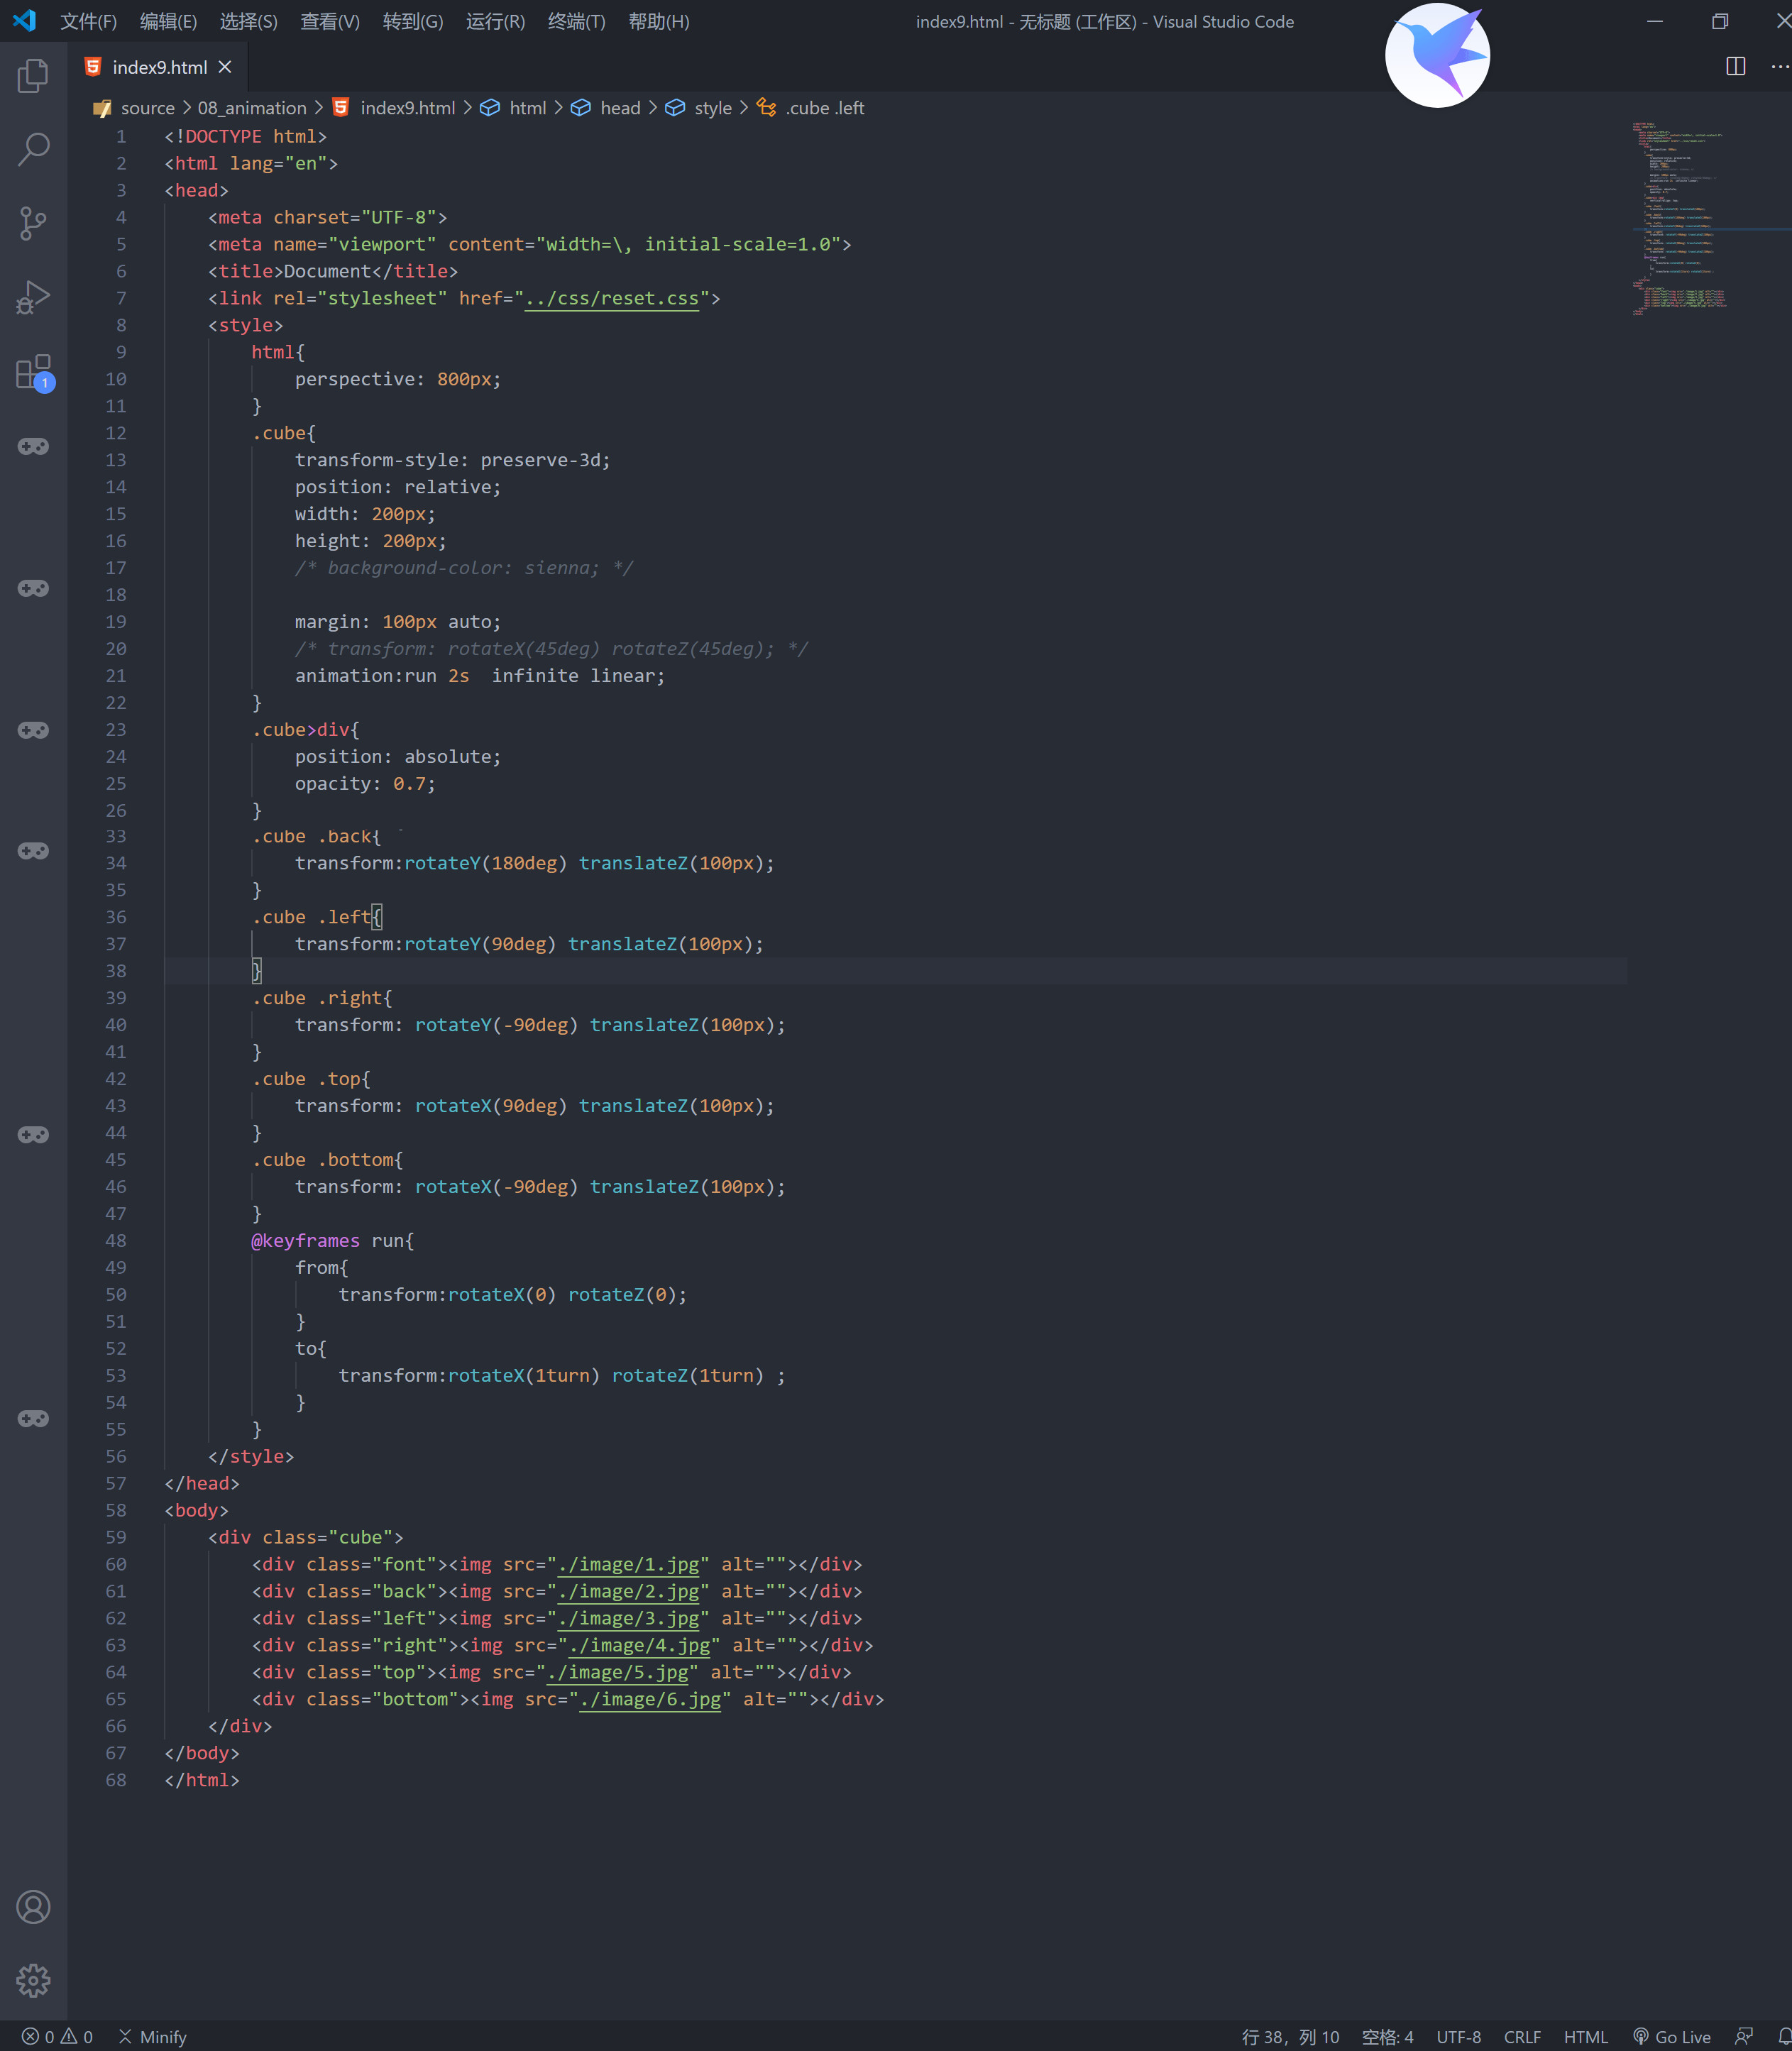 文件(F) 编辑(E) 选择(S) 查看(V) 转到(G) 运行(R) 终端(T) 帮助(H) index9.html - 无标题 (工作区) - Visual Studio Code
index9.html
source > 08_animation > index9.html > html > head > style > .cube .left
1 <!DOCTYPE html>
2 <html lang="en">
3 <head>
4 <meta charset="UTF-8">
5 <meta name="viewport" content="width=\, initial-scale=1.0">
6 <title>Document</title>
7 <link rel="stylesheet" href="../css/reset.css">
8 <style>
9 html{
10 perspective: 800px;
11 }
12 .cube{
13 transform-style: preserve-3d;
14 position: relative;
15 width: 200px;
16 height: 200px;
17 /* background-color: sienna; */
18
19 margin: 100px auto;
20 /* transform: rotateX(45deg) rotateZ(45deg); */
21 animation:run 2s  infinite linear;
22 }
23 .cube>div{
24 position: absolute;
25 opacity: 0.7;
26 }
33 .cube .back{
34 transform:rotateY(180deg) translateZ(100px);
35 }
36 .cube .left{
37 transform:rotateY(90deg) translateZ(100px);
38 }
39 .cube .right{
40 transform: rotateY(-90deg) translateZ(100px);
41 }
42 .cube .top{
43 transform: rotateX(90deg) translateZ(100px);
44 }
45 .cube .bottom{
46 transform: rotateX(-90deg) translateZ(100px);
47 }
48 @keyframes run{
49 from{
50 transform:rotateX(0) rotateZ(0);
51 }
52 to{
53 transform:rotateX(1turn) rotateZ(1turn) ;
54 }
55 }
56 </style>
57 </head>
58 <body>
59 <div class="cube">
60 <div class="font"><img src="./image/1.jpg" alt=""></div>
61 <div class="back"><img src="./image/2.jpg" alt=""></div>
62 <div class="left"><img src="./image/3.jpg" alt=""></div>
63 <div class="right"><img src="./image/4.jpg" alt=""></div>
64 <div class="top"><img src="./image/5.jpg" alt=""></div>
65 <div class="bottom"><img src="./image/6.jpg" alt=""></div>
66 </div>
67 </body>
68 </html>
1
0 0 Minify 行 38，列 10 空格: 4 UTF-8 CRLF HTML Go Live